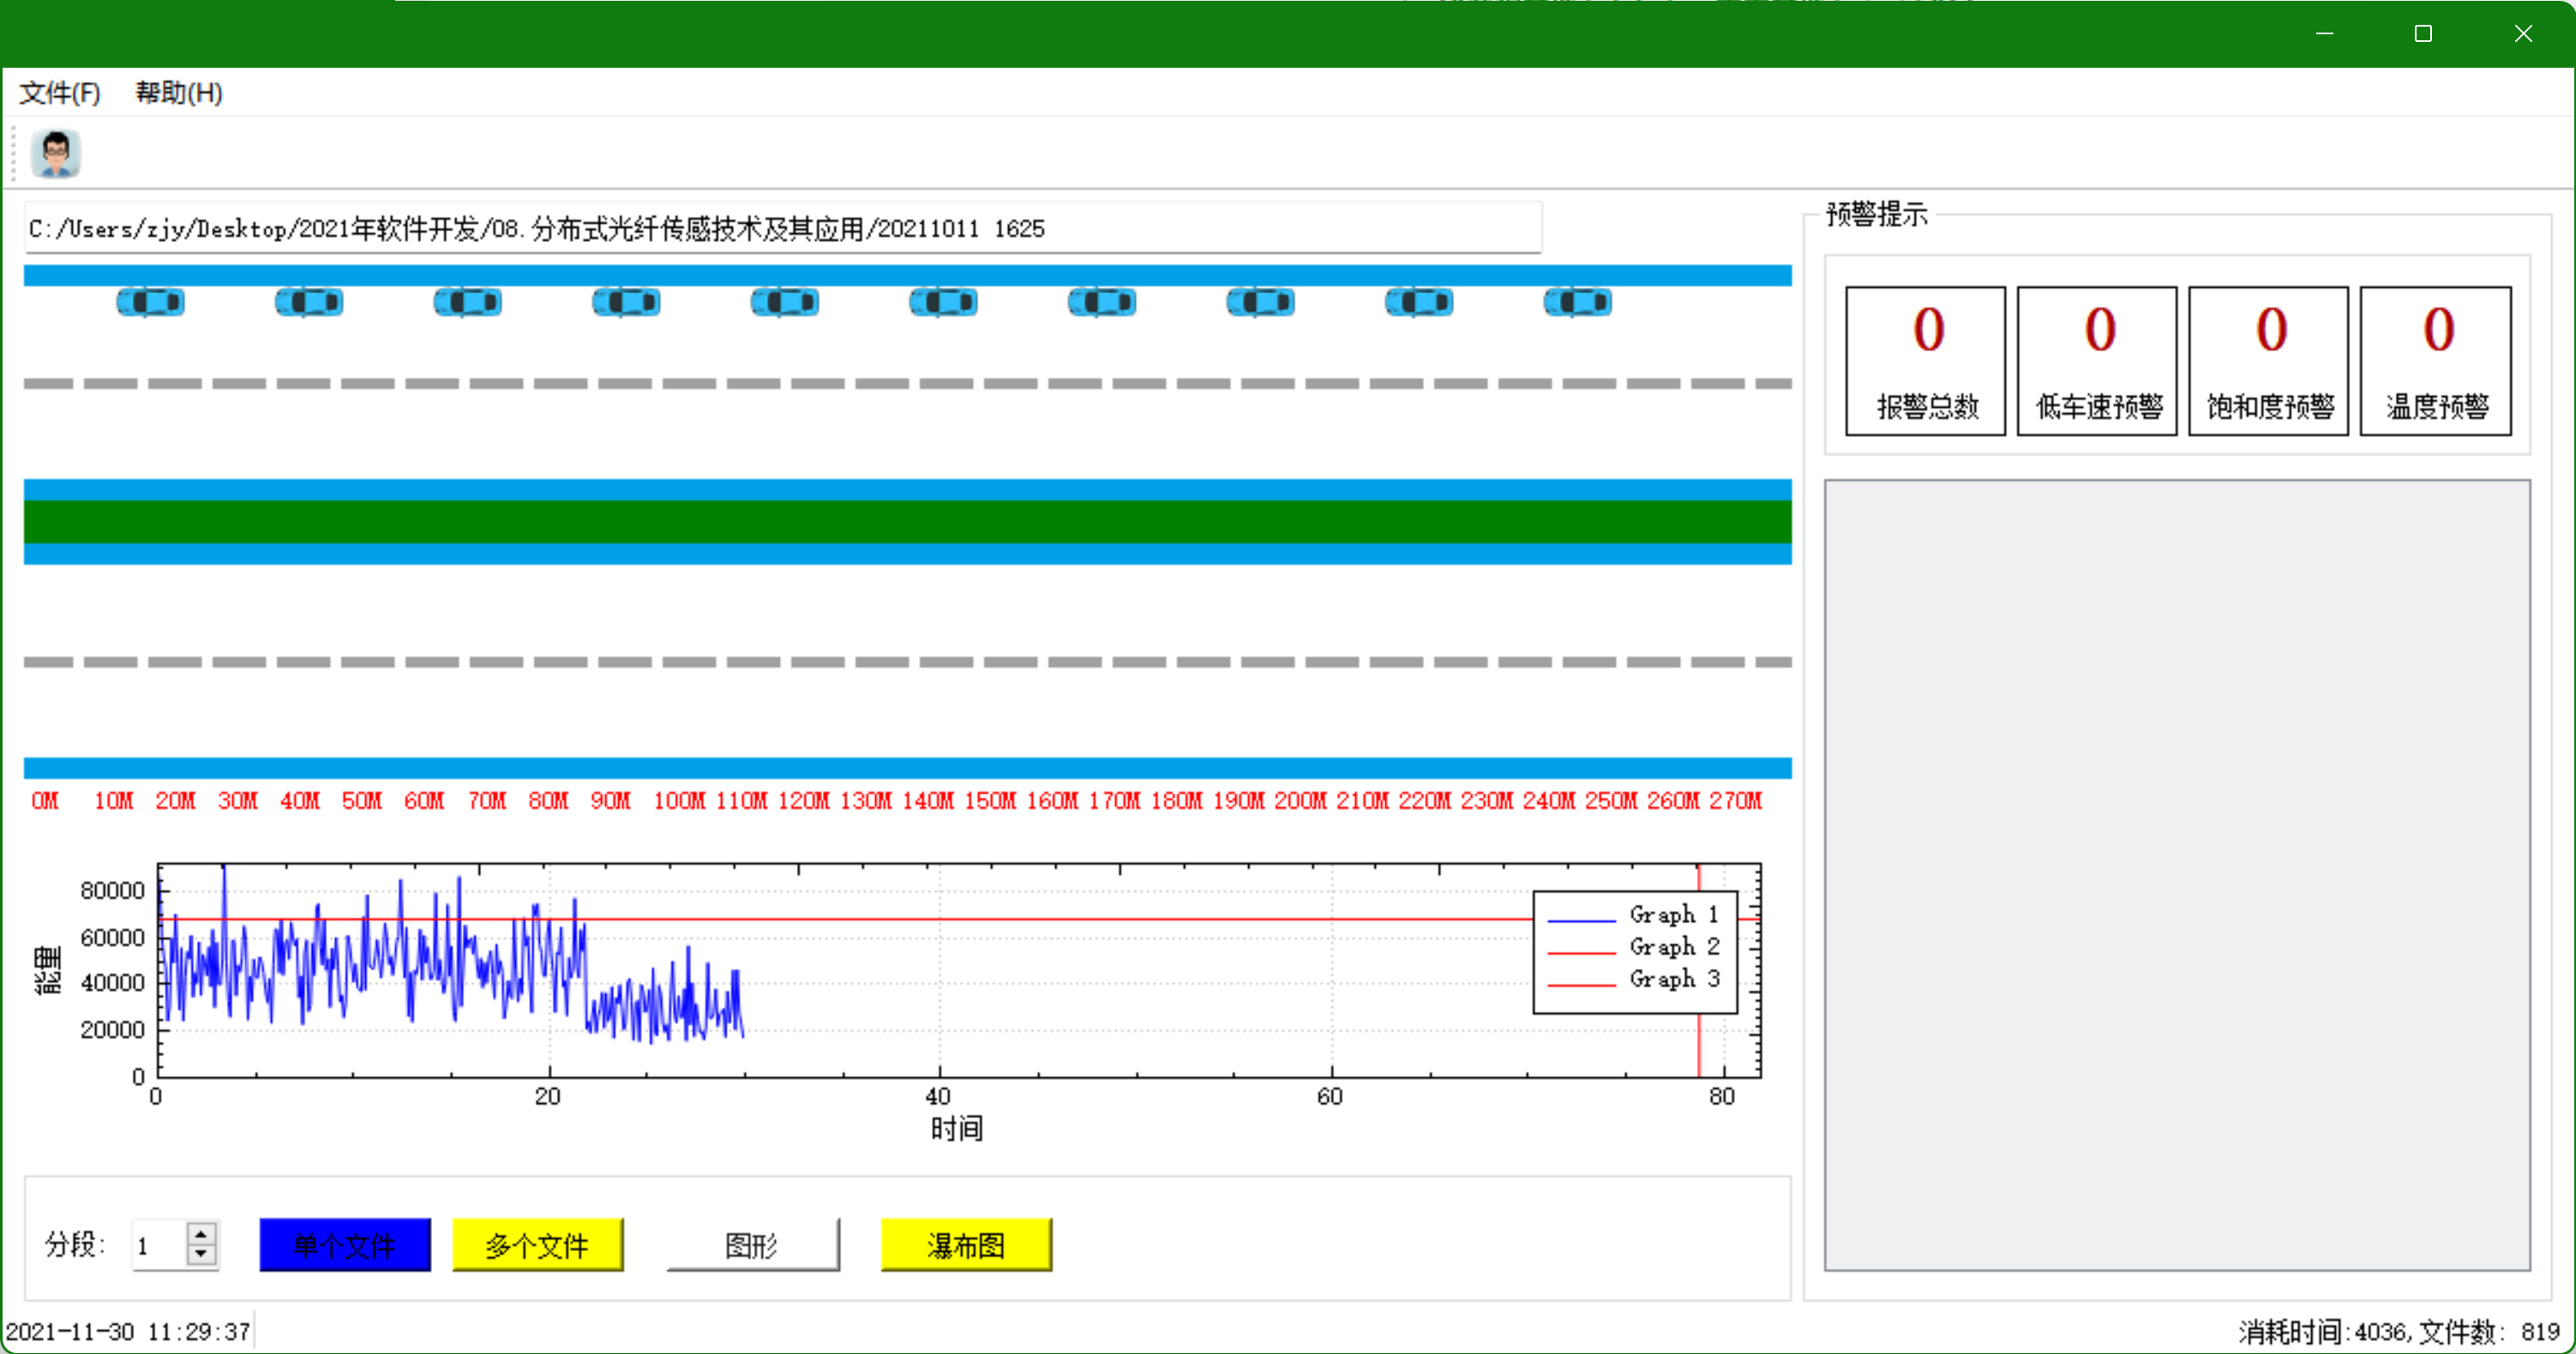 文件(F) 帮助(H)
C:/Users/zjy/Desktop/2021年软件开发/08.分布式光纤传感技术及其应用/20211011 1625
预警提示
0 0 0 0
报警总数 低车速预警 饱和度预警 温度预警
0M 10M 20M 30M 40M 50M 60M 70M 80M 90M 100M 110M 120M 130M 140M 150M 160M 170M 180M 190M 200M 210M 220M 230M 240M 250M 260M 270M
80000
60000
40000
20000
0
能量
Graph 1
Graph 2
Graph 3
0 20 40 60 80
时间
分段: 1 单个文件 多个文件 图形 瀑布图
2021-11-30 11:29:37
消耗时间:4036,文件数: 819